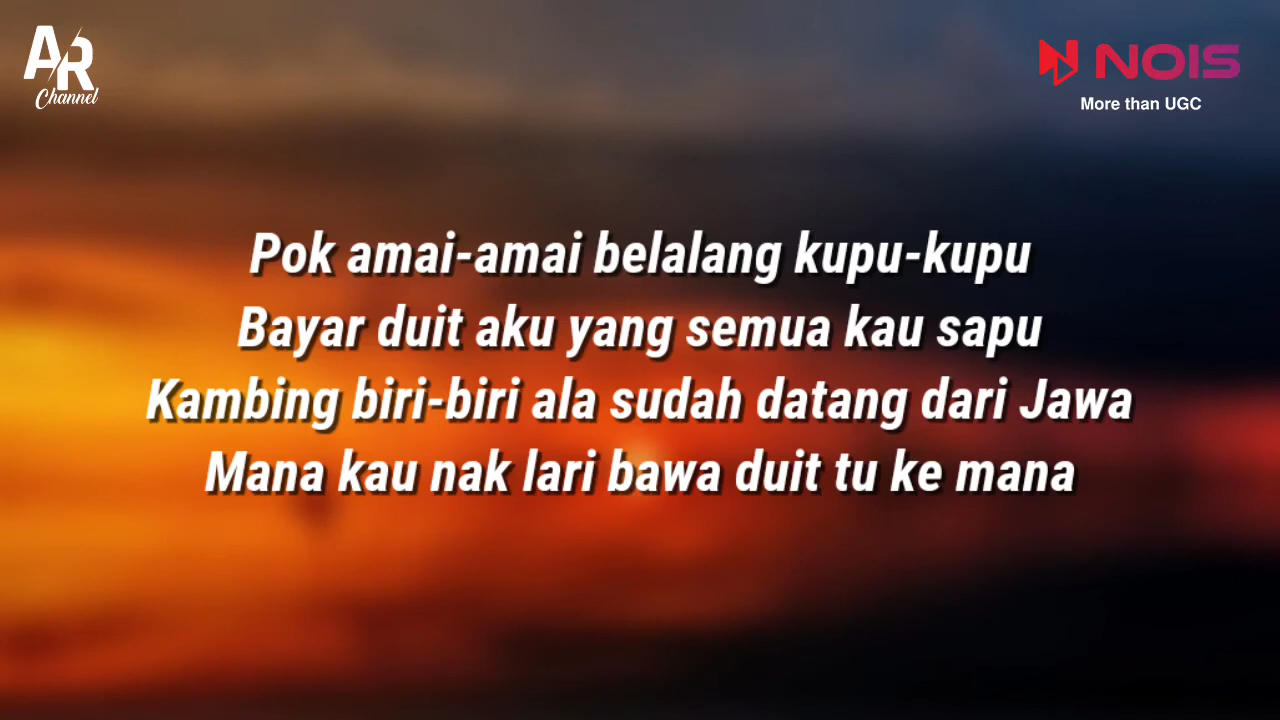 AR
Channel
NOIS
More than UGC
Pok amai-amai belalang kupu-kupu
Bayar duit aku yang semua kau sapu
Kambing biri-biri ala sudah datang dari Jawa
Mana kau nak lari bawa duit tu ke mana